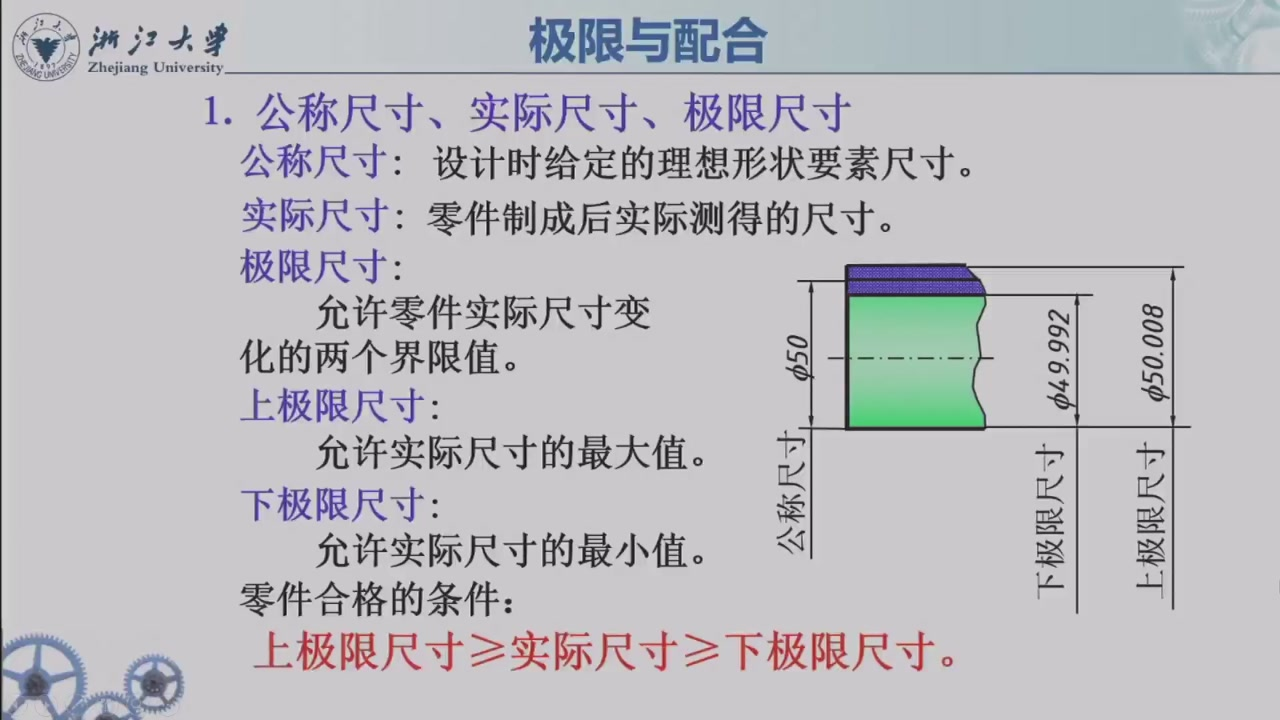 浙江大学
Zhejiang University
极限与配合
1. 公称尺寸、实际尺寸、极限尺寸
公称尺寸：设计时给定的理想形状要素尺寸。
实际尺寸：零件制成后实际测得的尺寸。
极限尺寸：
允许零件实际尺寸变
化的两个界限值。
上极限尺寸：
允许实际尺寸的最大值。
下极限尺寸：
允许实际尺寸的最小值。
零件合格的条件：
上极限尺寸≥实际尺寸≥下极限尺寸。
ϕ50
ϕ49.992
ϕ50.008
公称尺寸
下极限尺寸
上极限尺寸